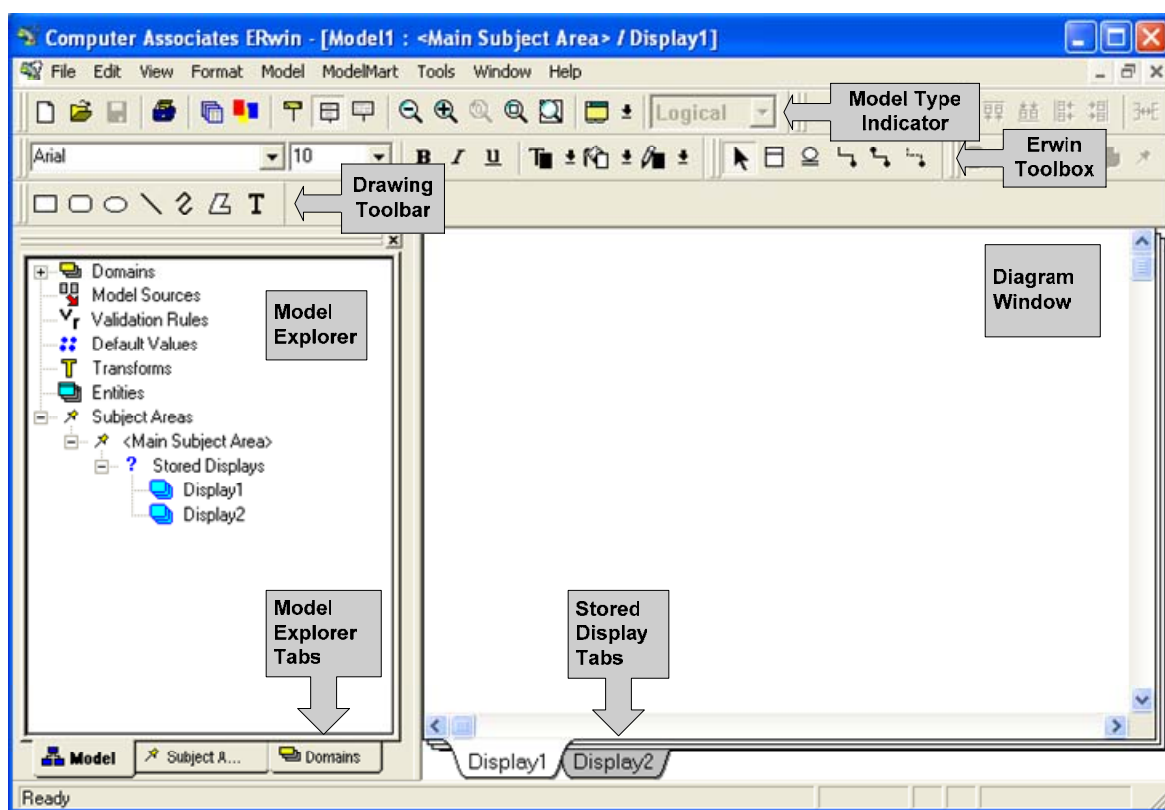 Computer Associates ERwin - [Model1 : <Main Subject Area> / Display1]
File Edit View Format Model ModelMart Tools Window Help
Logical
Model Type
Indicator
Arial 10 B I U
Erwin
Toolbox
T
Drawing
Toolbar
Domains
Model Sources
Validation Rules
Default Values
Transforms
Entities
Subject Areas
<Main Subject Area>
Stored Displays
Display1
Display2
Model
Explorer
Diagram
Window
Model
Explorer
Tabs
Stored
Display
Tabs
Model Subject A... Domains
Display1 Display2
Ready